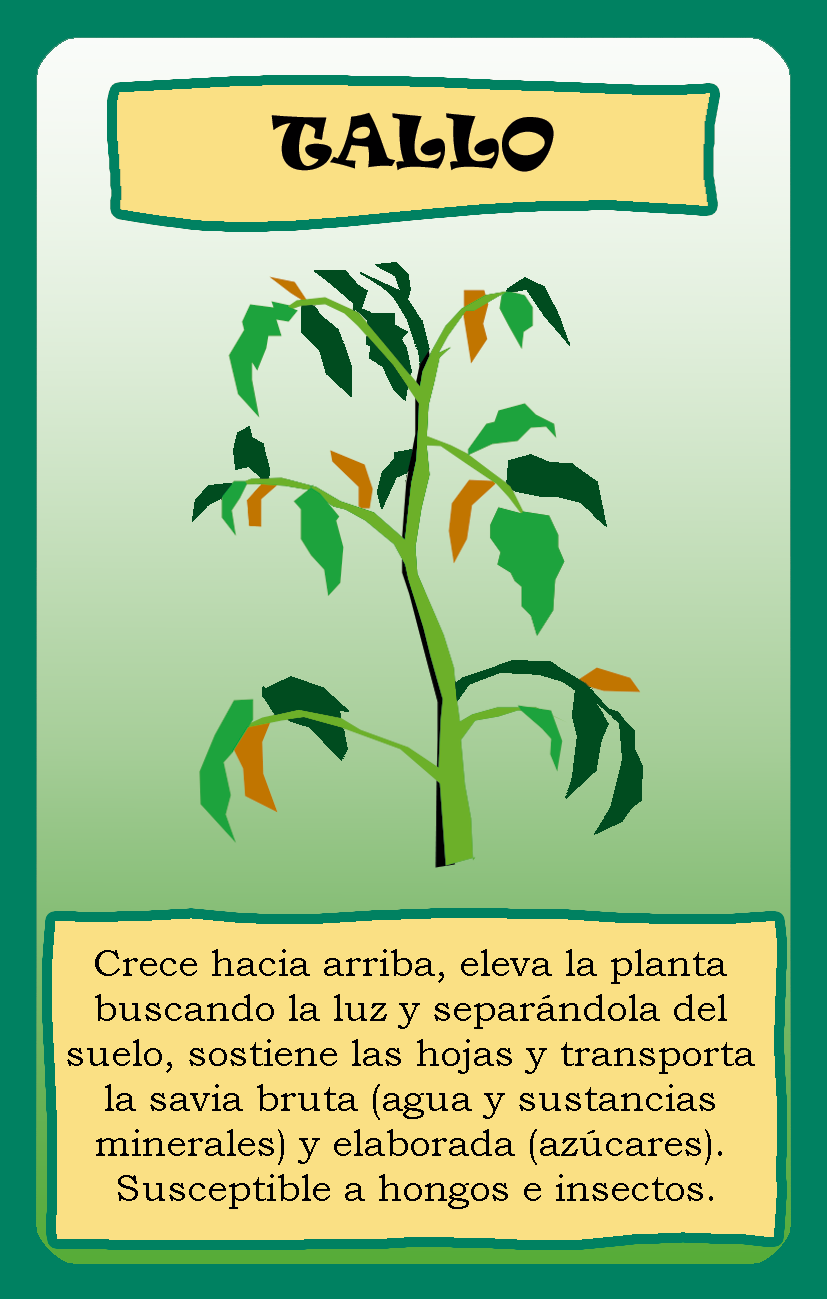 TALLO
Crece hacia arriba, eleva la planta
buscando la luz y separándola del
suelo, sostiene las hojas y transporta
la savia bruta (agua y sustancias
minerales) y elaborada (azúcares).
Susceptible a hongos e insectos.